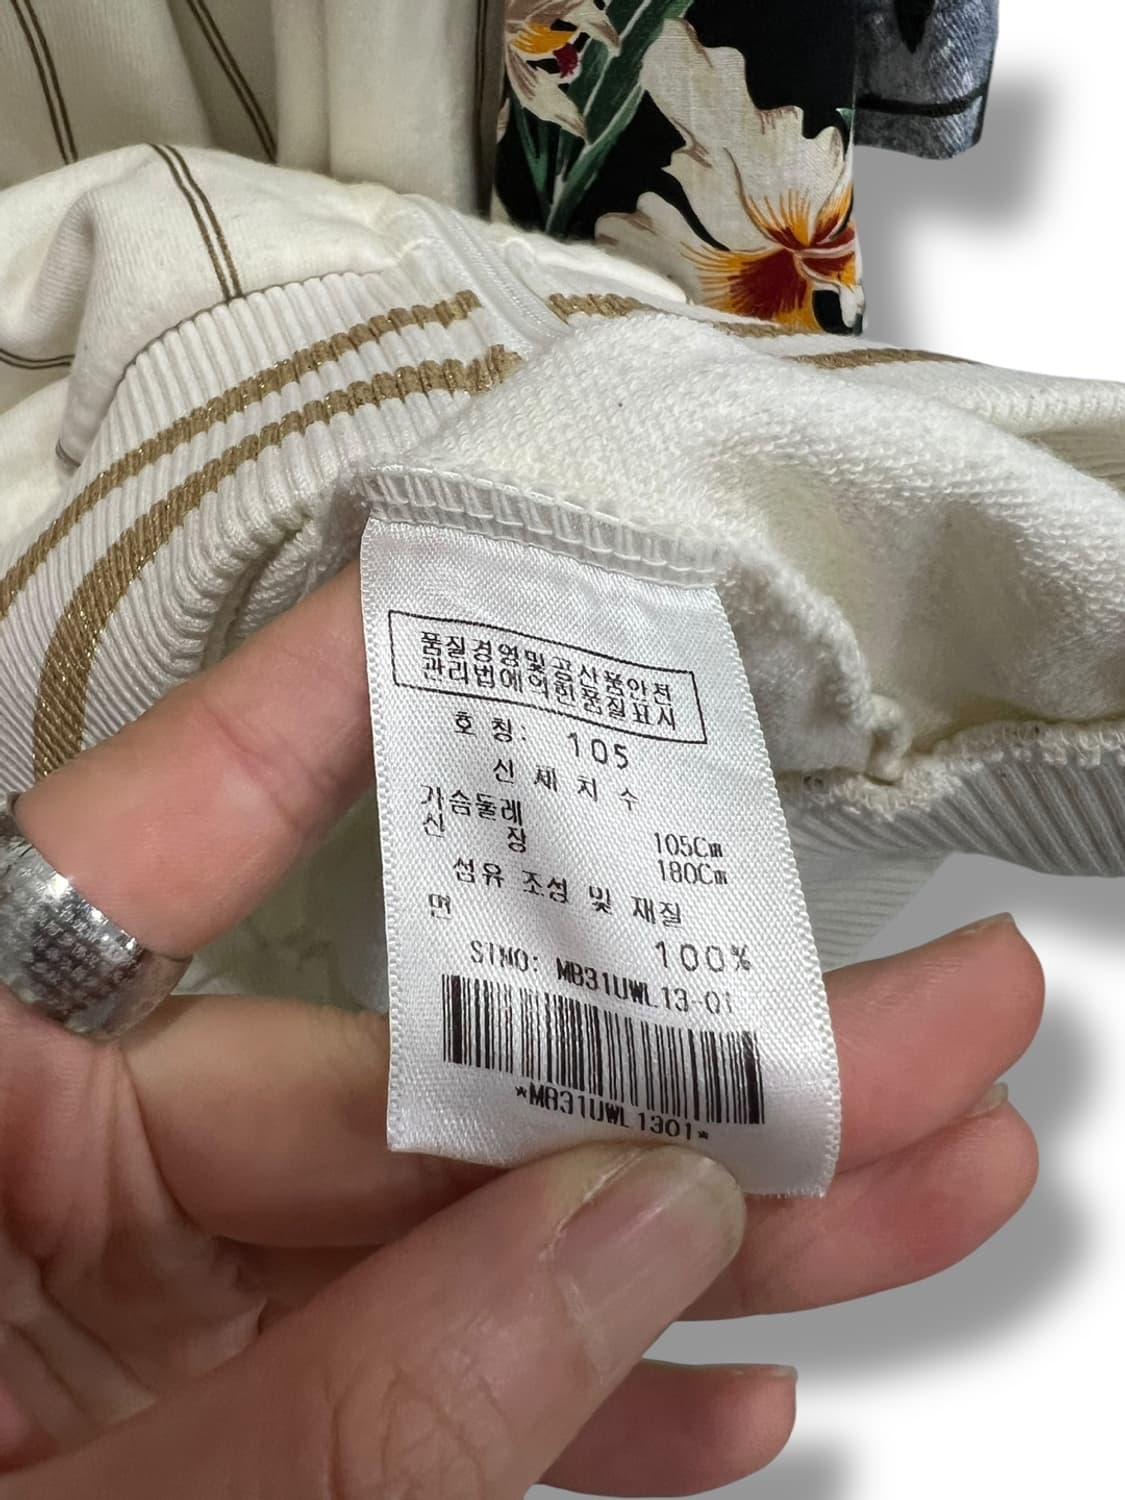 품질경영및공산품안전
관리법에의한품질표시
호 칭: 105
신 체 치 수
가슴둘레 105Cm
신 장 180Cm
섬유 조성 및 재질
면 100%
STNO: MB31UWL13-01
*MB31UWL1301*